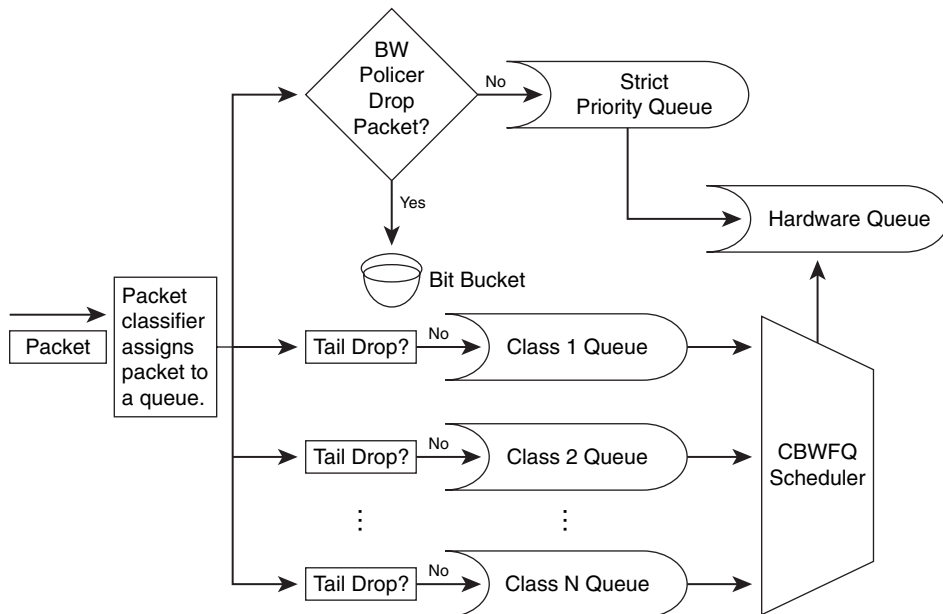 BW
Policer
Drop
Packet?
No
Strict
Priority Queue
Hardware Queue
Yes
Bit Bucket
Packet
Packet
classifier
assigns
packet to
a queue.
Tail Drop?
No
Class 1 Queue
Tail Drop?
No
Class 2 Queue
CBWFQ
Scheduler
Tail Drop?
No
Class N Queue